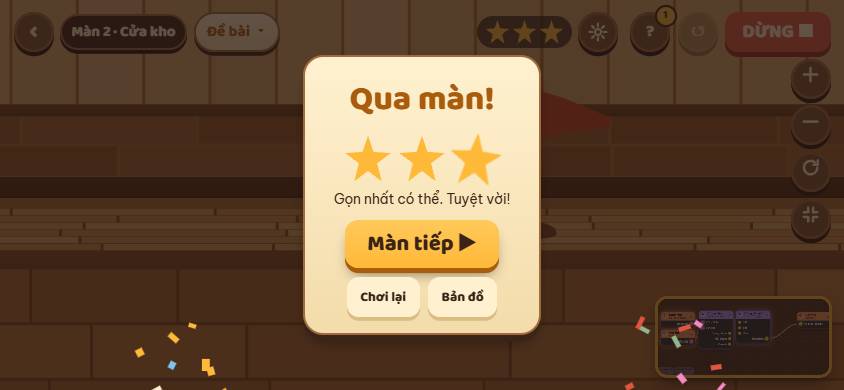 Màn 2 · Cửa kho
Đề bài
1
?
DỪNG
Qua màn!
Gọn nhất có thể. Tuyệt vời!
Màn tiếp
Chơi lại
Bản đồ